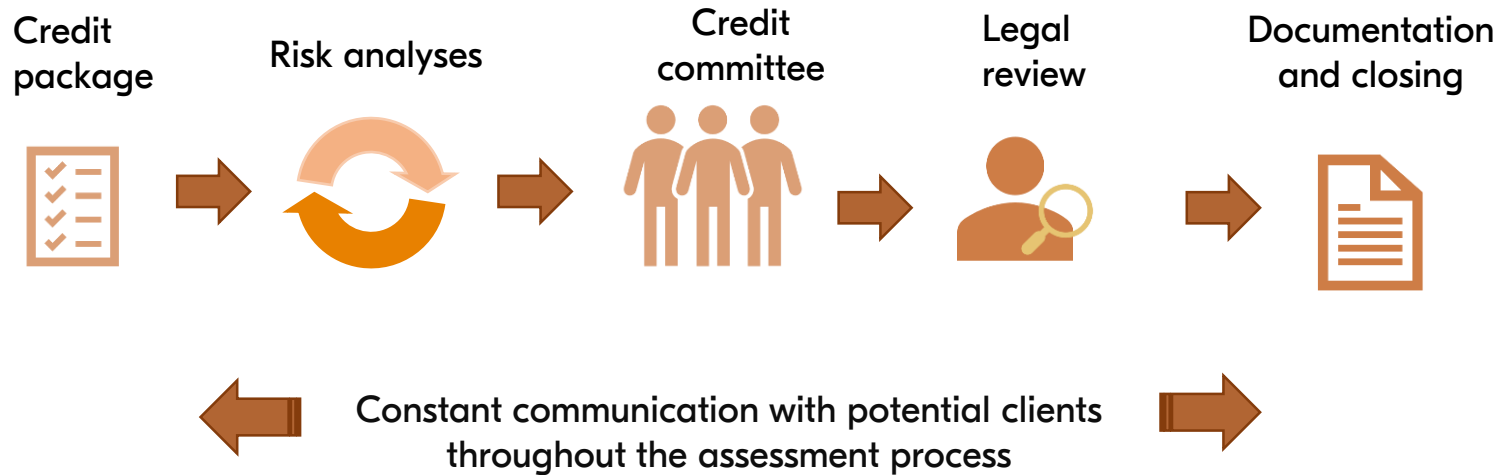 Credit
package
Risk analyses
Credit
committee
Legal
review
Documentation
and closing
Constant communication with potential clients
throughout the assessment process